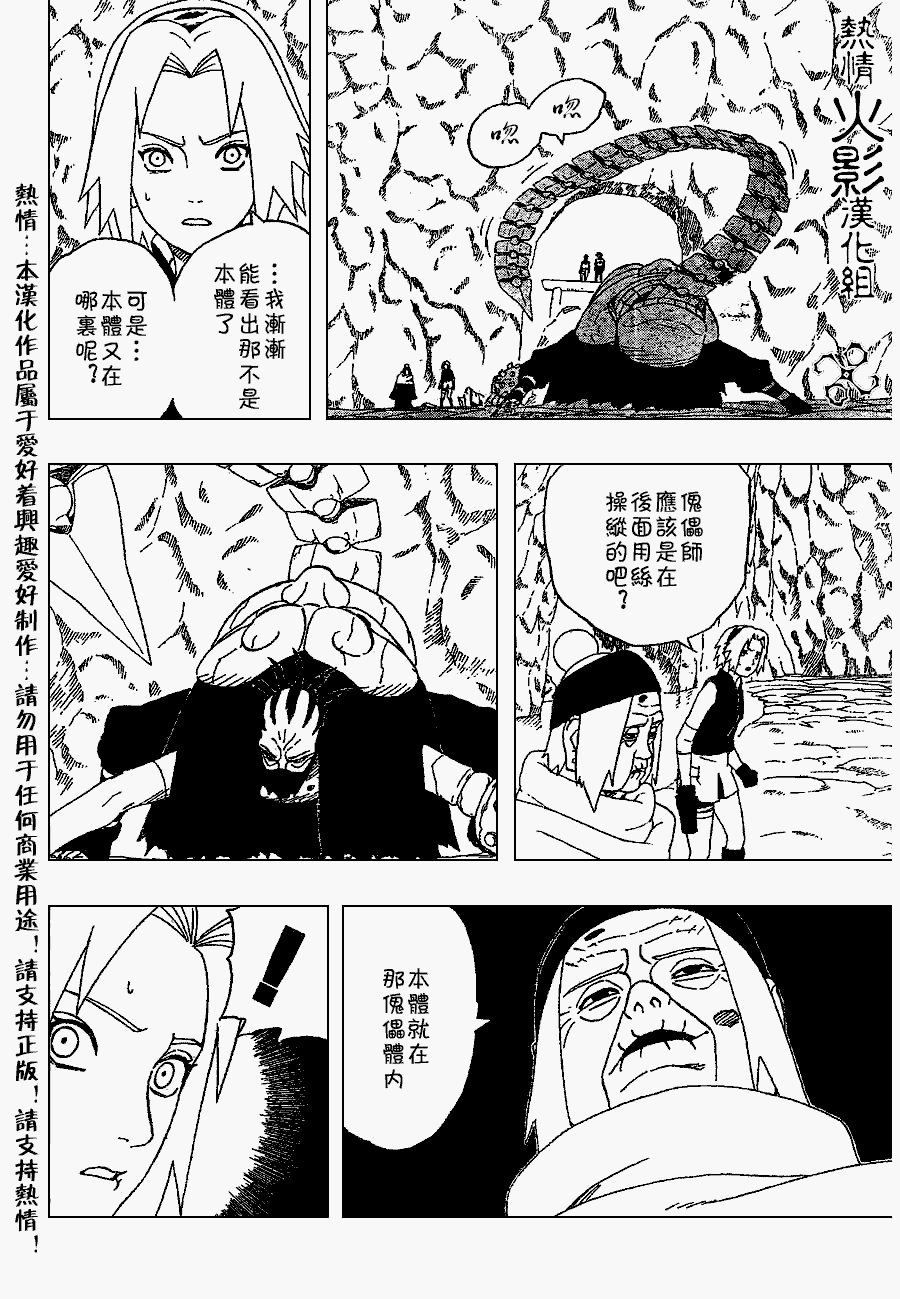 熱情
火影漢化組
唿
唿
…我漸漸
能看出那不是
本體了
可是…
本體又在
哪裏呢?
傀儡師
應該是在
後面用絲
操縱的吧?
本體就在
那傀儡體內
!
熱情…本漢化作品屬于愛好着興趣愛好制作…請勿用于任何商業用途!請支持正版!請支持熱情!